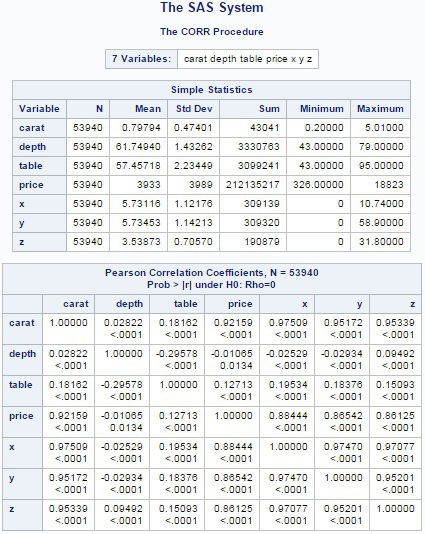 The SAS System
The CORR Procedure
7 Variables: carat depth table price x y z
Simple Statistics
Variable N Mean Std Dev Sum Minimum Maximum
carat 53940 0.79794 0.47401 43041 0.20000 5.01000
depth 53940 61.74940 1.43262 3330763 43.00000 79.00000
table 53940 57.45718 2.23449 3099241 43.00000 95.00000
price 53940 3933 3989 212135217 326.00000 18823
x 53940 5.73116 1.12176 309139 0 10.74000
y 53940 5.73453 1.14213 309320 0 58.90000
z 53940 3.53873 0.70570 190879 0 31.80000
Pearson Correlation Coefficients, N = 53940
Prob > |r| under H0: Rho=0
carat depth table price x y z
carat 1.00000 0.02822 0.18162 0.92159 0.97509 0.95172 0.95339
<.0001 <.0001 <.0001 <.0001 <.0001 <.0001
depth 0.02822 1.00000 -0.29578 -0.01065 -0.02529 -0.02934 0.09492
<.0001 <.0001 0.0134 <.0001 <.0001 <.0001
table 0.18162 -0.29578 1.00000 0.12713 0.19534 0.18376 0.15093
<.0001 <.0001 <.0001 <.0001 <.0001 <.0001
price 0.92159 -0.01065 0.12713 1.00000 0.88444 0.86542 0.86125
<.0001 0.0134 <.0001 <.0001 <.0001 <.0001
x 0.97509 -0.02529 0.19534 0.88444 1.00000 0.97470 0.97077
<.0001 <.0001 <.0001 <.0001 <.0001 <.0001
y 0.95172 -0.02934 0.18376 0.86542 0.97470 1.00000 0.95201
<.0001 <.0001 <.0001 <.0001 <.0001 <.0001
z 0.95339 0.09492 0.15093 0.86125 0.97077 0.95201 1.00000
<.0001 <.0001 <.0001 <.0001 <.0001 <.0001